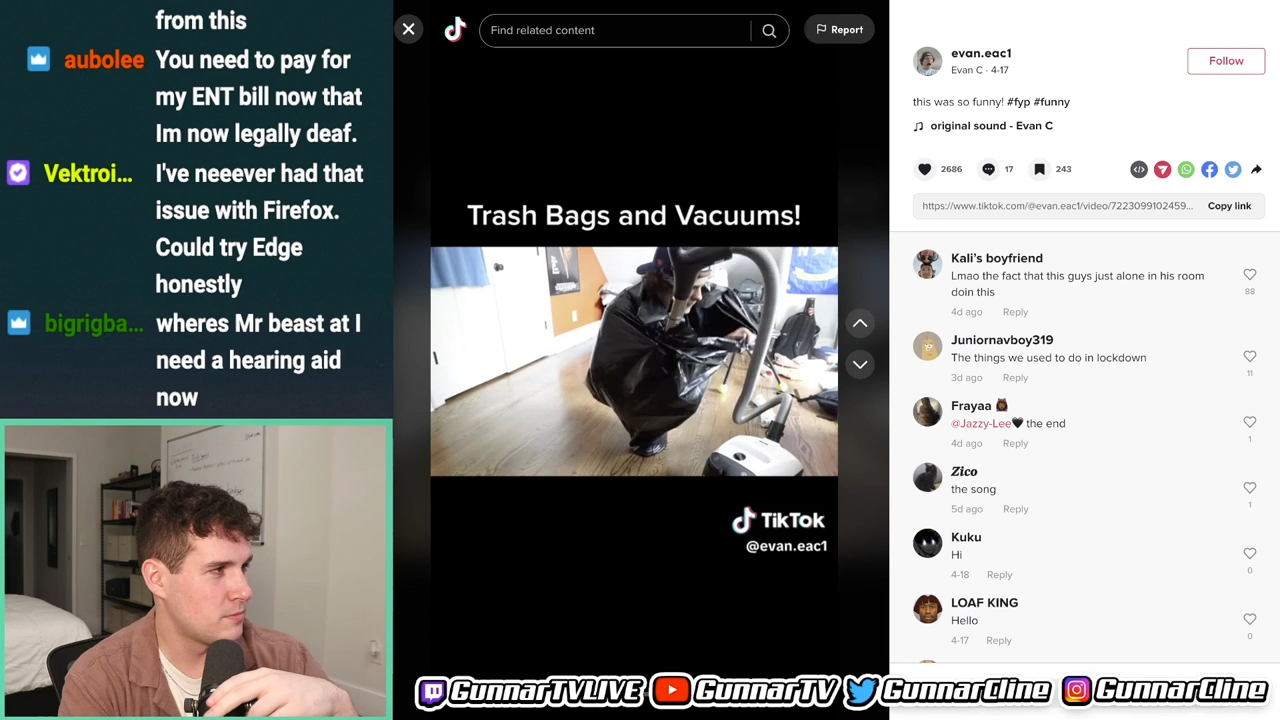 from this
aubolee You need to pay for
my ENT bill now that
Im now legally deaf.
Vektroi... I've neeever had that
issue with Firefox.
Could try Edge
honestly
bigrigba... wheres Mr beast at I
need a hearing aid
now
Find related content
Report
Trash Bags and Vacuums!
TikTok
@evan.eac1
evan.eac1
Evan C · 4-17
Follow
this was so funny! #fyp #funny
original sound - Evan C
2686
17
243
https://www.tiktok.com/@evan.eac1/video/7223099102459...
Copy link
Kali's boyfriend
Lmao the fact that this guys just alone in his room
doin this
88
4d ago Reply
Juniornavboy319
The things we used to do in lockdown
11
3d ago Reply
Frayaa
@Jazzy-Lee🖤 the end
1
4d ago Reply
Zico
the song
1
5d ago Reply
Kuku
Hi
0
4-18 Reply
LOAF KING
Hello
0
4-17 Reply
GunnarTVLIVE GunnarTV GunnarCline GunnarCline